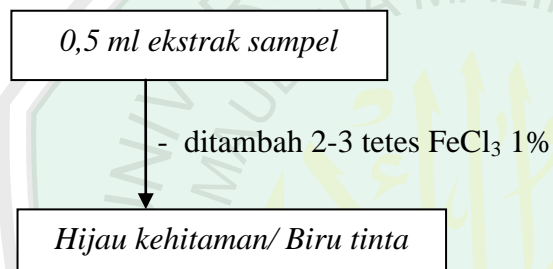 0,5 ml ekstrak sampel
- ditambah 2-3 tetes FeCl₃ 1%
Hijau kehitaman/ Biru tinta